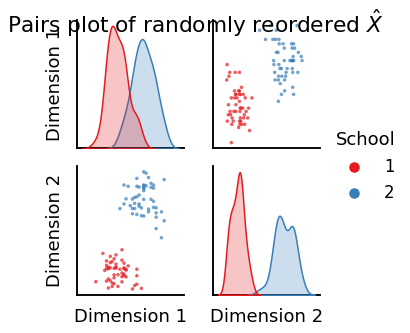 Pairs plot of randomly reordered X̂
Dimension 1
School
1
2
Dimension 2
Dimension 1
Dimension 2